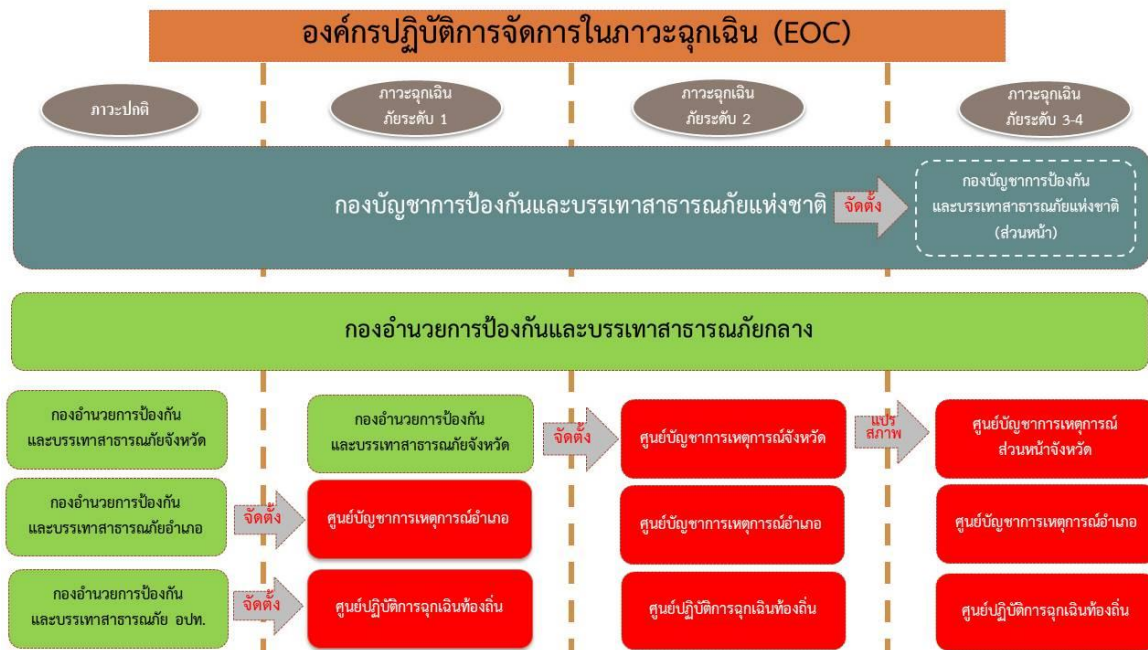 องค์กรปฏิบัติการจัดการในภาวะฉุกเฉิน (EOC)
ภาวะปกติ
ภาวะฉุกเฉิน
ภัยระดับ 1
ภาวะฉุกเฉิน
ภัยระดับ 2
ภาวะฉุกเฉิน
ภัยระดับ 3-4
กองบัญชาการป้องกันและบรรเทาสาธารณภัยแห่งชาติ
จัดตั้ง
กองบัญชาการป้องกัน
และบรรเทาสาธารณภัยแห่งชาติ
(ส่วนหน้า)
กองอำนวยการป้องกันและบรรเทาสาธารณภัยกลาง
กองอำนวยการป้องกัน
และบรรเทาสาธารณภัยจังหวัด
กองอำนวยการป้องกัน
และบรรเทาสาธารณภัยจังหวัด
จัดตั้ง
ศูนย์บัญชาการเหตุการณ์จังหวัด
แปร
สภาพ
ศูนย์บัญชาการเหตุการณ์
ส่วนหน้าจังหวัด
กองอำนวยการป้องกัน
และบรรเทาสาธารณภัยอำเภอ
จัดตั้ง
ศูนย์บัญชาการเหตุการณ์อำเภอ
ศูนย์บัญชาการเหตุการณ์อำเภอ
ศูนย์บัญชาการเหตุการณ์อำเภอ
กองอำนวยการป้องกัน
และบรรเทาสาธารณภัย อปท.
จัดตั้ง
ศูนย์ปฏิบัติการฉุกเฉินท้องถิ่น
ศูนย์ปฏิบัติการฉุกเฉินท้องถิ่น
ศูนย์ปฏิบัติการฉุกเฉินท้องถิ่น